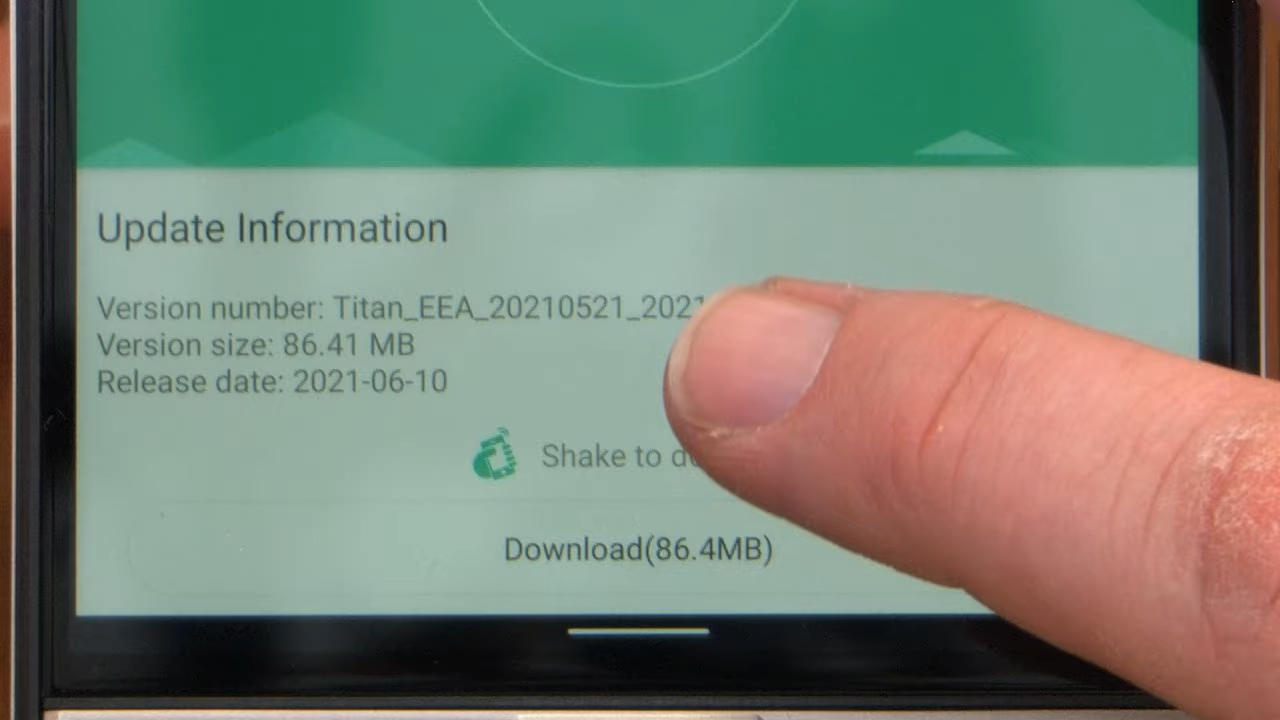 Update Information
Version number: Titan_EEA_20210521_2021
Version size: 86.41 MB
Release date: 2021-06-10
Shake to
Download(86.4MB)